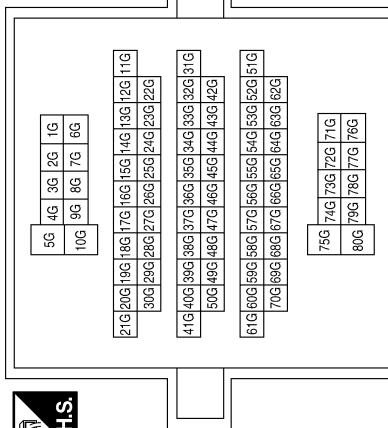 H.S.
5G 4G 3G 2G 1G
10G 9G 8G 7G 6G
21G 20G 19G 18G 17G 16G 15G 14G 13G 12G 11G
30G 29G 28G 27G 26G 25G 24G 23G 22G
41G 40G 39G 38G 37G 36G 35G 34G 33G 32G 31G
50G 49G 48G 47G 46G 45G 44G 43G 42G
61G 60G 59G 58G 57G 56G 55G 54G 53G 52G 51G
70G 69G 68G 67G 66G 65G 64G 63G 62G
75G 74G 73G 72G 71G
80G 79G 78G 77G 76G